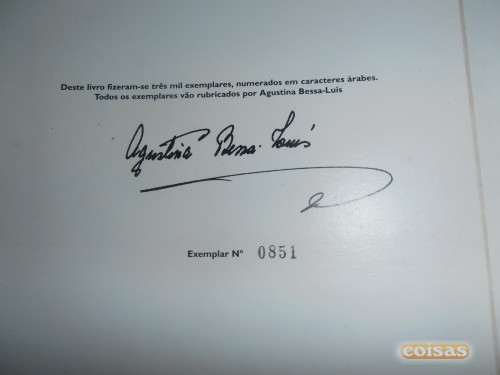 Deste livro fizeram-se três mil exemplares, numerados em caracteres árabes.
Todos os exemplares vão rubricados por Agustina Bessa-Luis
Agustina Bessa-Luís
Exemplar Nº 0851
coisas